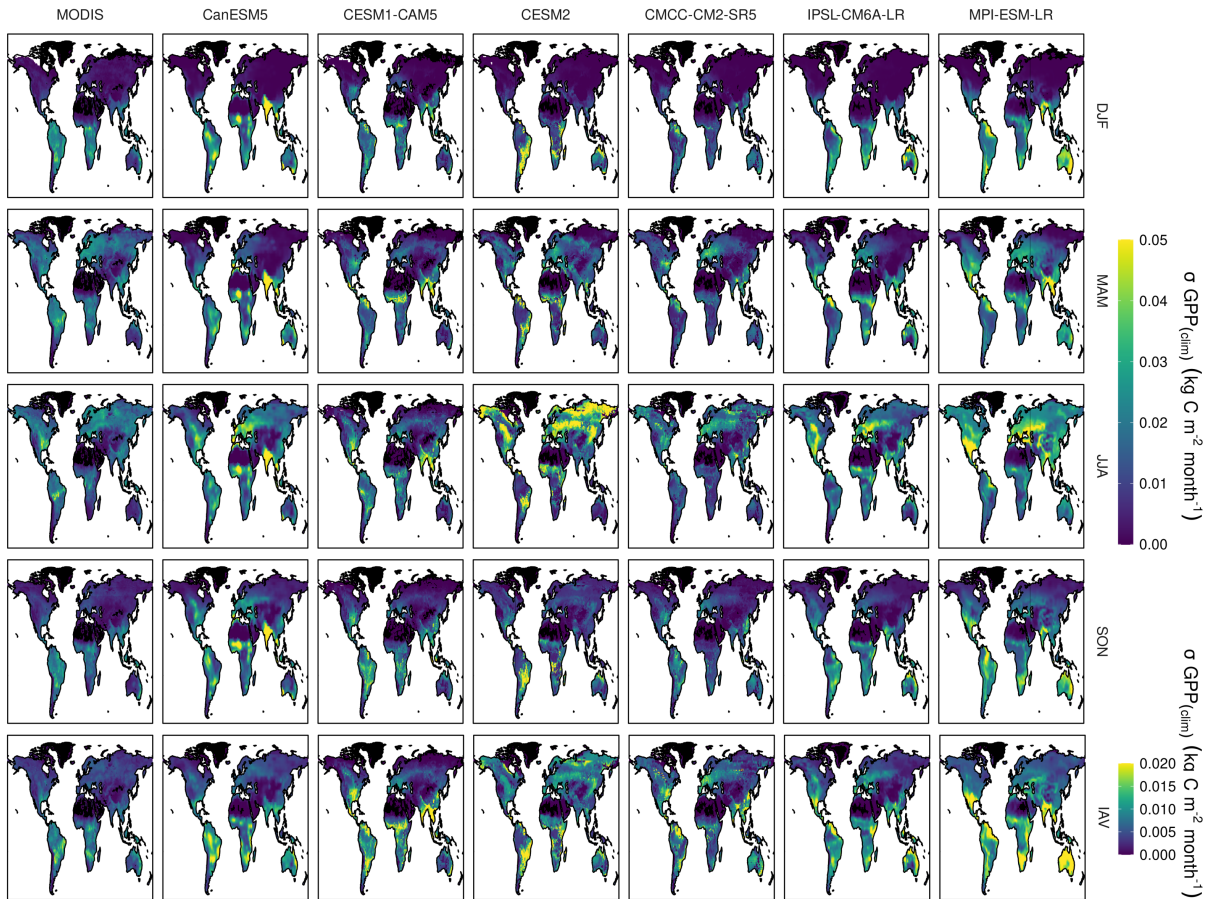 MODIS CanESM5 CESM1-CAM5 CESM2 CMCC-CM2-SR5 IPSL-CM6A-LR MPI-ESM-LR
DJF
MAM
JJA
SON
IAV
0.05
0.04
0.03
0.02
0.01
0.00
σ GPP(clim) (kg C m⁻² month⁻¹)
0.020
0.015
0.010
0.005
0.000
σ GPP(clim) (kg C m⁻² month⁻¹)